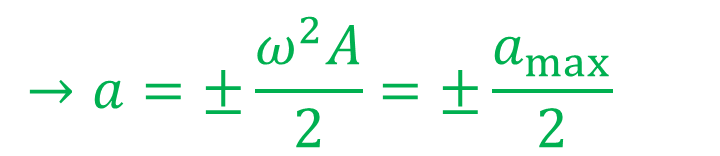 → a = ± ω²A/2 = ± a_max/2